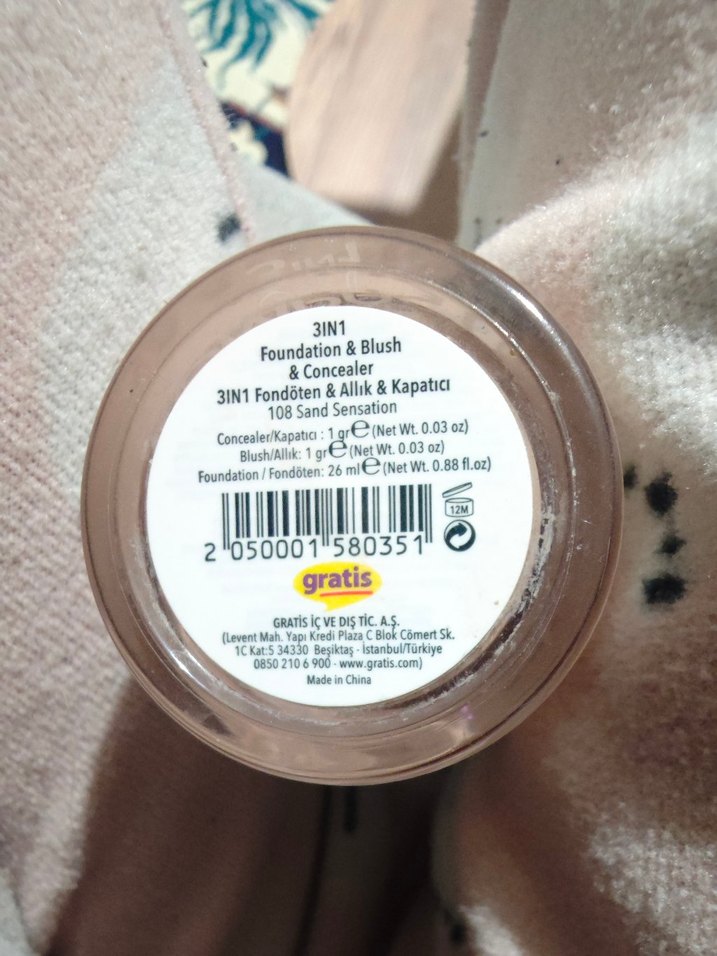 3IN1
Foundation & Blush
& Concealer
3IN1 Fondöten & Allık & Kapatıcı
108 Sand Sensation
Concealer/Kapatıcı : 1 gr℮ (Net Wt. 0.03 oz)
Blush/Allık: 1 gr℮ (Net Wt. 0.03 oz)
Foundation / Fondöten: 26 ml℮ (Net Wt. 0.88 fl.oz)
12M
2 050001 580351
gratis
GRATİS İÇ VE DIŞ TİC. A.Ş.
(Levent Mah. Yapı Kredi Plaza C Blok Cömert Sk.
1C Kat:5 34330 Beşiktaş - İstanbul/Türkiye
0850 210 6 900 - www.gratis.com)
Made in China